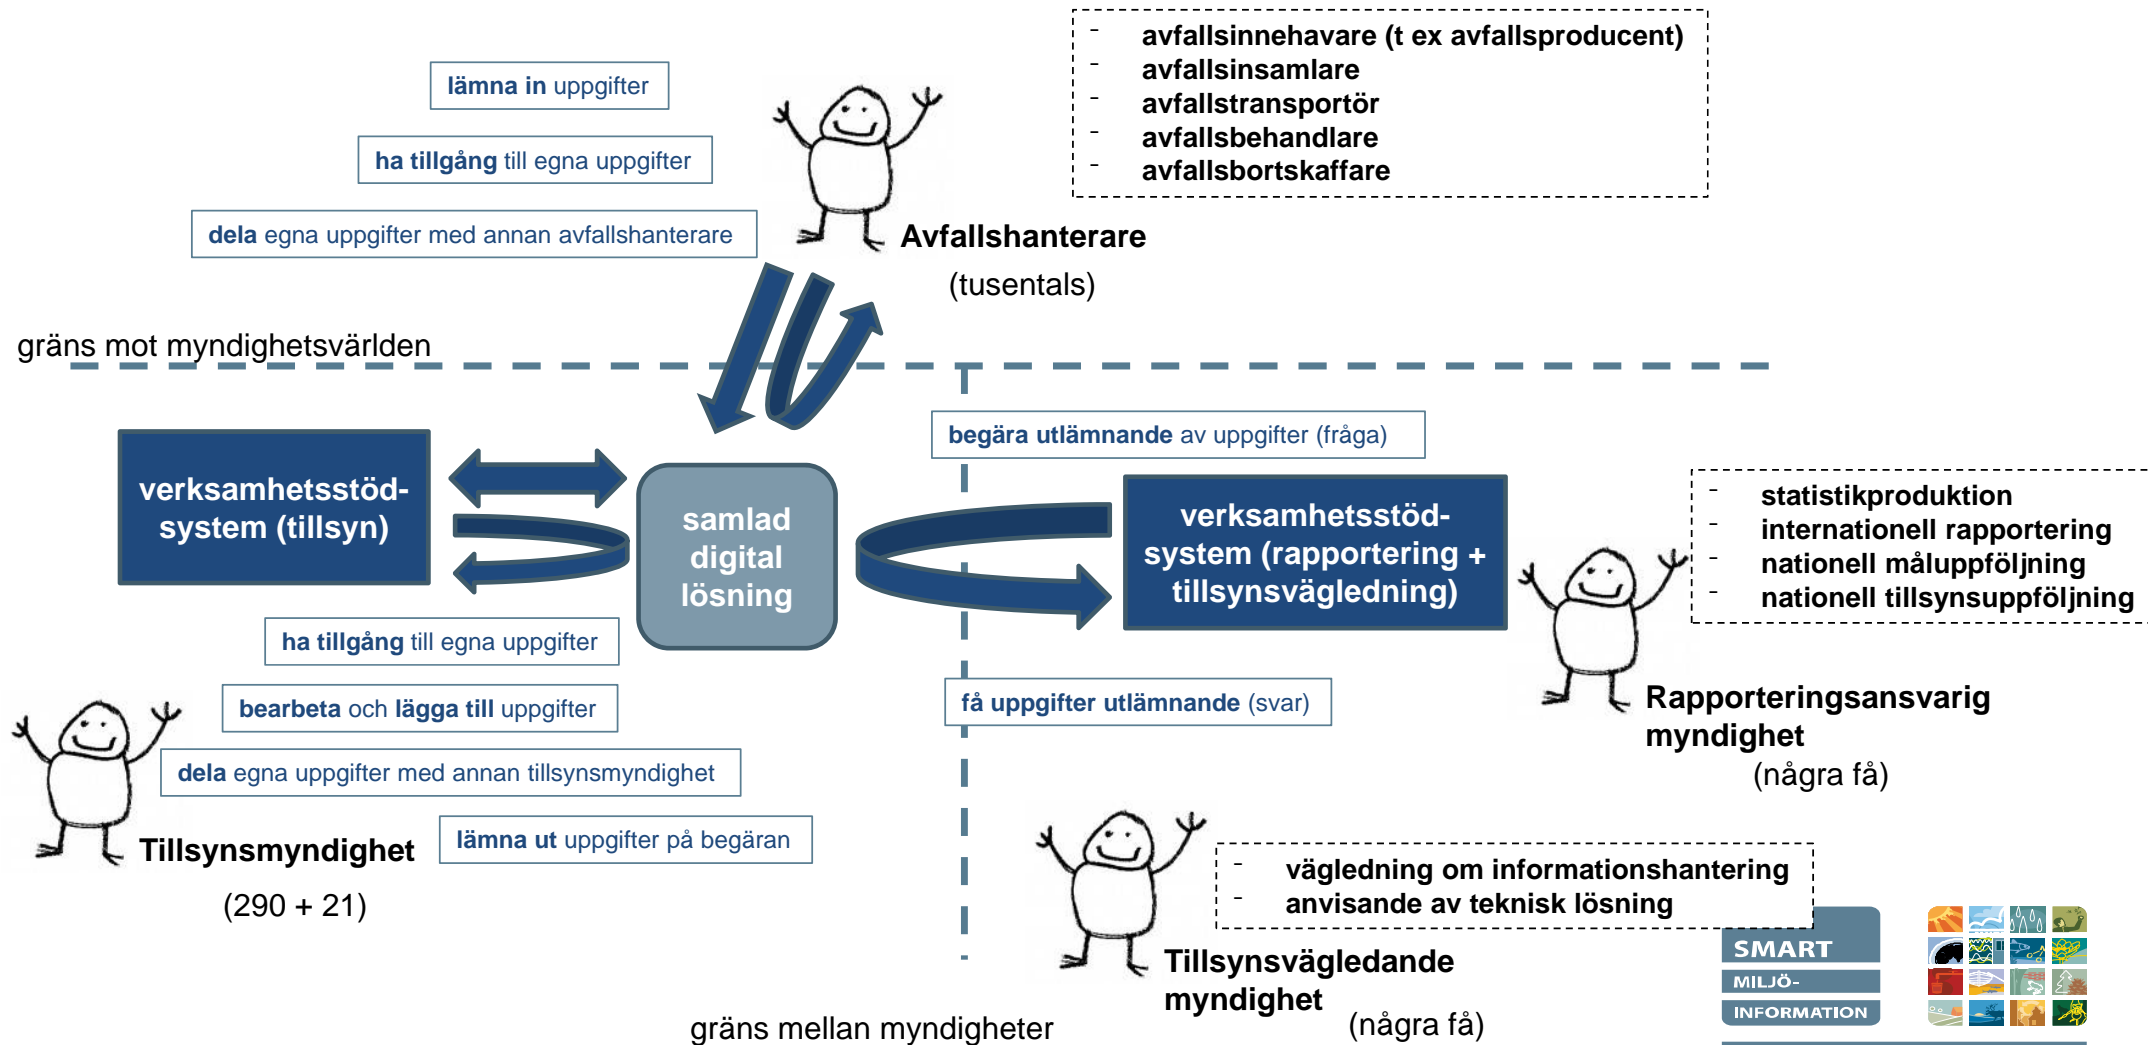 - avfallsinnehavare (t ex avfallsproducent)
- avfallsinsamlare
- avfallstransportör
- avfallsbehandlare
- avfallsbortskaffare
lämna in uppgifter
ha tillgång till egna uppgifter
dela egna uppgifter med annan avfallshanterare
Avfallshanterare
(tusentals)
gräns mot myndighetsvärlden
begära utlämnande av uppgifter (fråga)
verksamhetsstöd-
system (tillsyn)
samlad
digital
lösning
verksamhetsstöd-
system (rapportering +
tillsynsvägledning)
- statistikproduktion
- internationell rapportering
- nationell måluppföljning
- nationell tillsynsuppföljning
ha tillgång till egna uppgifter
bearbeta och lägga till uppgifter
dela egna uppgifter med annan tillsynsmyndighet
lämna ut uppgifter på begäran
få uppgifter utlämnande (svar)
Rapporteringsansvarig
myndighet
(några få)
Tillsynsmyndighet
(290 + 21)
- vägledning om informationshantering
- anvisande av teknisk lösning
Tillsynsvägledande
myndighet
(några få)
gräns mellan myndigheter
SMART
MILJÖ-
INFORMATION